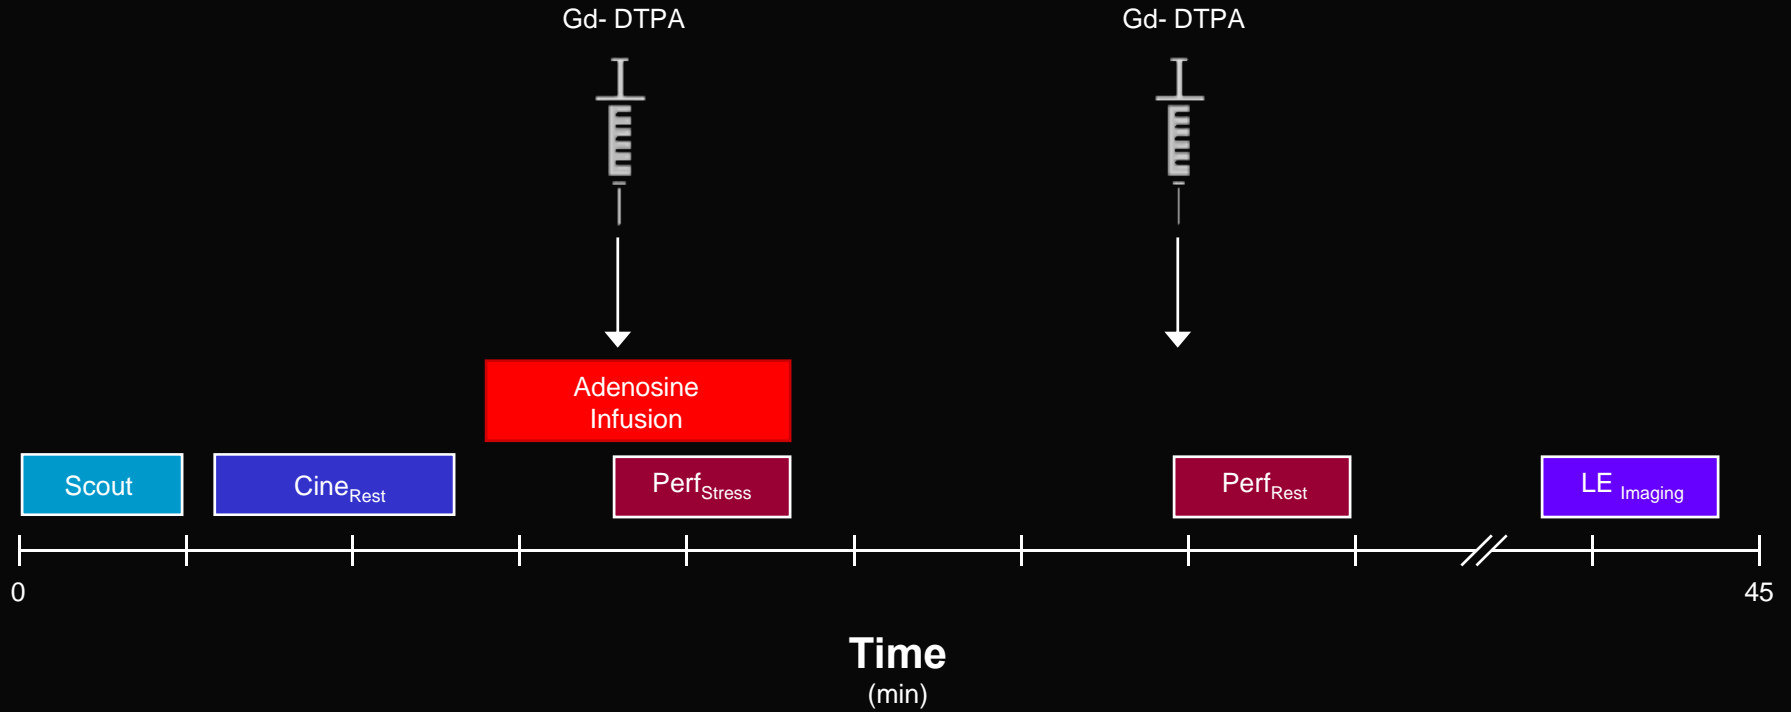 Gd- DTPA
Gd- DTPA
Adenosine
Infusion
Scout
CineRest
PerfStress
PerfRest
LE Imaging
0
45
Time
(min)